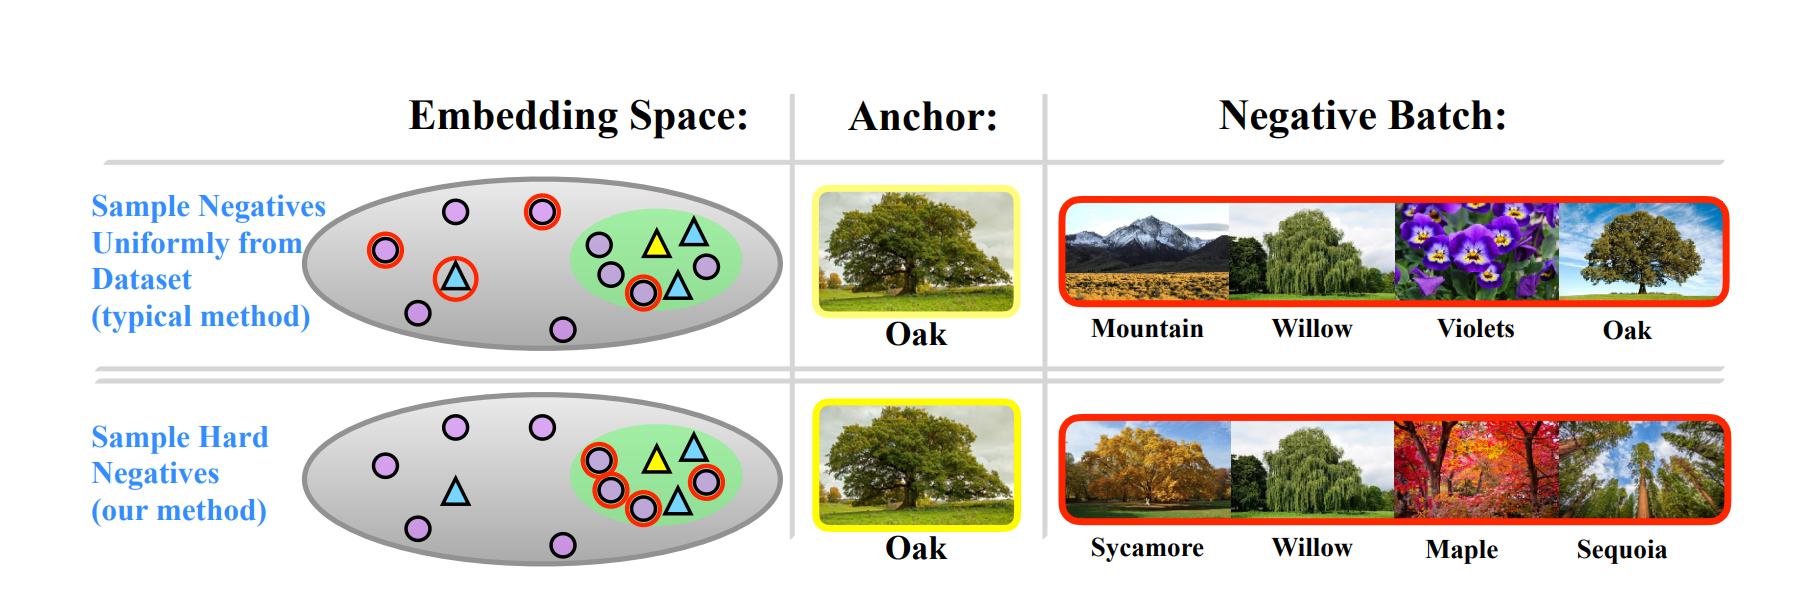 Embedding Space:
Anchor:
Negative Batch:
Sample Negatives
Uniformly from
Dataset
(typical method)
Oak
Mountain
Willow
Violets
Oak
Sample Hard
Negatives
(our method)
Oak
Sycamore
Willow
Maple
Sequoia